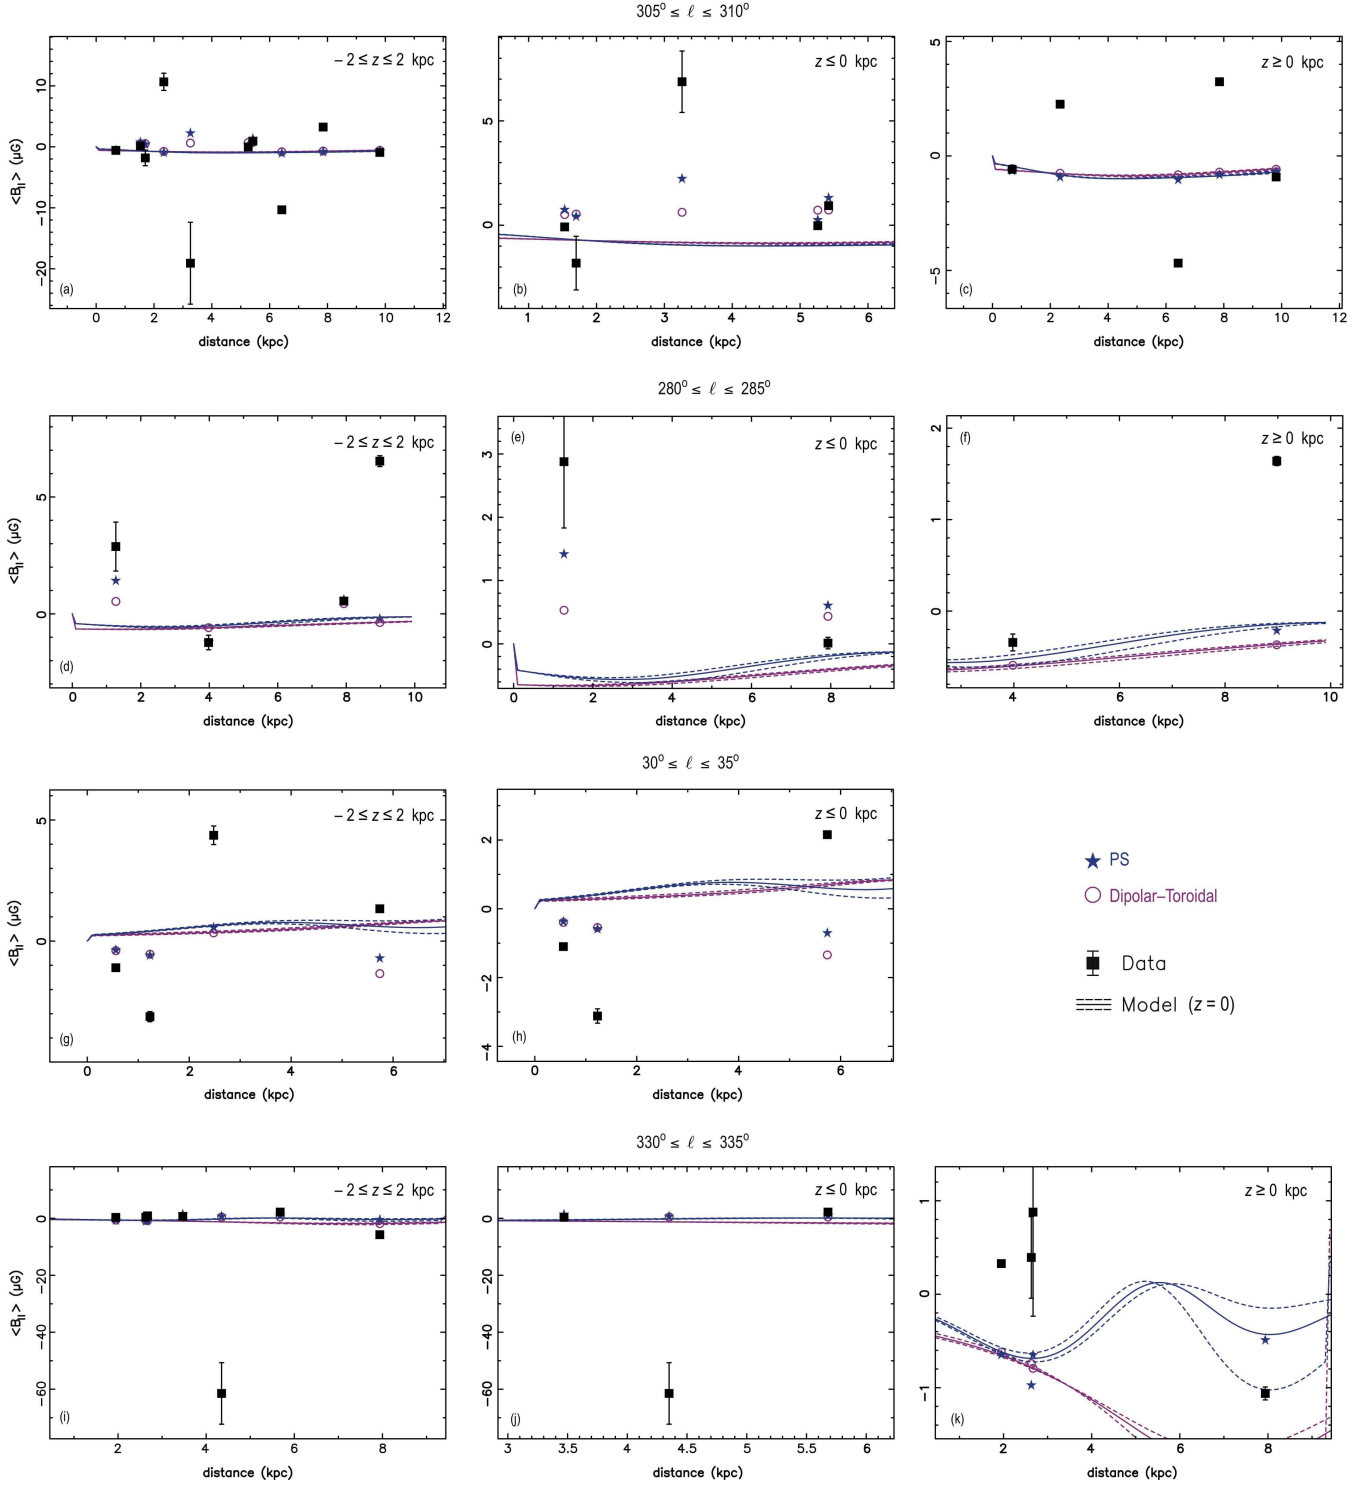 305° ≤ ℓ ≤ 310°
− 2 ≤ z ≤ 2 kpc
z ≤ 0 kpc
z ≥ 0 kpc
<B|| > (μG)
10
0
−10
−20
(a)
0 2 4 6 8 10 12
distance (kpc)
5
0
(b)
1 2 3 4 5 6
distance (kpc)
5
0
−5
(c)
0 2 4 6 8 10 12
distance (kpc)
280° ≤ ℓ ≤ 285°
− 2 ≤ z ≤ 2 kpc
(e)
z ≤ 0 kpc
(f)
z ≥ 0 kpc
<B|| > (μG)
5
0
(d)
0 2 4 6 8 10
distance (kpc)
3
2
1
0
0 2 4 6 8
distance (kpc)
2
1
0
4 6 8 10
distance (kpc)
30° ≤ ℓ ≤ 35°
− 2 ≤ z ≤ 2 kpc
z ≤ 0 kpc
<B|| > (μG)
5
0
(g)
0 2 4 6
distance (kpc)
2
0
−2
−4
(h)
0 2 4 6
distance (kpc)
PS
Dipolar–Toroidal
Data
Model (z = 0)
330° ≤ ℓ ≤ 335°
− 2 ≤ z ≤ 2 kpc
z ≤ 0 kpc
z ≥ 0 kpc
<B|| > (μG)
0
−20
−40
−60
(i)
2 4 6 8
distance (kpc)
0
−20
−40
−60
(j)
3 3.5 4 4.5 5 5.5 6
distance (kpc)
1
0
−1
(k)
2 4 6 8
distance (kpc)